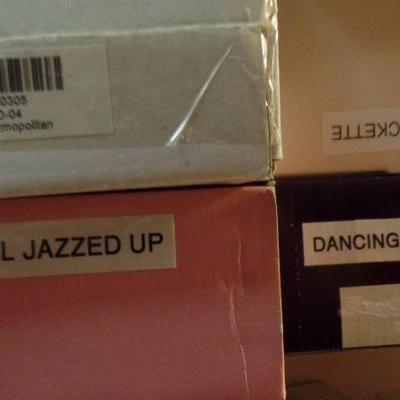 0305
0-04
mopolitan
CKETTE
L JAZZED UP
DANCING